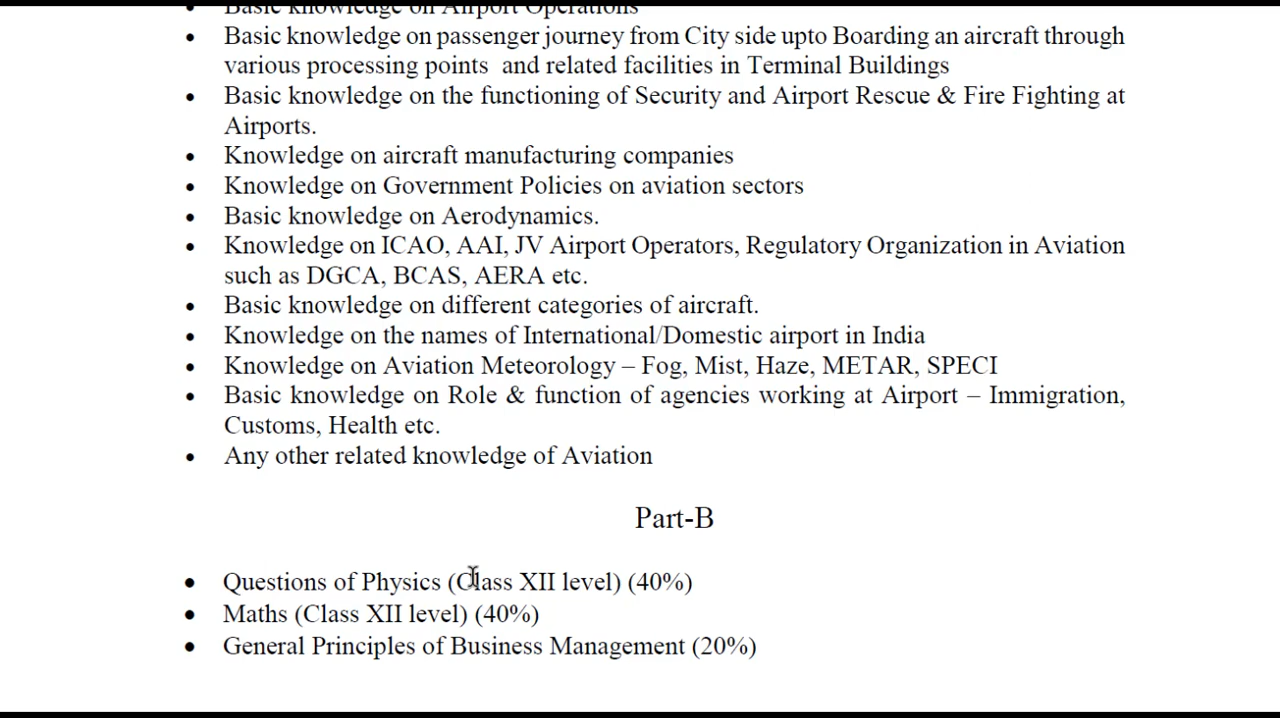 Basic knowledge on Airport Operations
Basic knowledge on passenger journey from City side upto Boarding an aircraft through
various processing points and related facilities in Terminal Buildings
Basic knowledge on the functioning of Security and Airport Rescue & Fire Fighting at
Airports.
Knowledge on aircraft manufacturing companies
Knowledge on Government Policies on aviation sectors
Basic knowledge on Aerodynamics.
Knowledge on ICAO, AAI, JV Airport Operators, Regulatory Organization in Aviation
such as DGCA, BCAS, AERA etc.
Basic knowledge on different categories of aircraft.
Knowledge on the names of International/Domestic airport in India
Knowledge on Aviation Meteorology – Fog, Mist, Haze, METAR, SPECI
Basic knowledge on Role & function of agencies working at Airport – Immigration,
Customs, Health etc.
Any other related knowledge of Aviation
Part-B
Questions of Physics (Class XII level) (40%)
Maths (Class XII level) (40%)
General Principles of Business Management (20%)